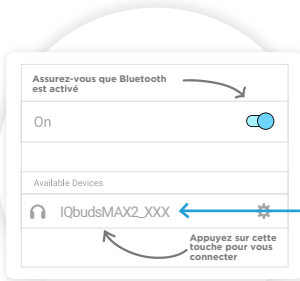 Assurez-vous que Bluetooth
est activé
On
Available Devices
IQbudsMAX2_XXX
Appuyez sur cette
touche pour vous
connecter